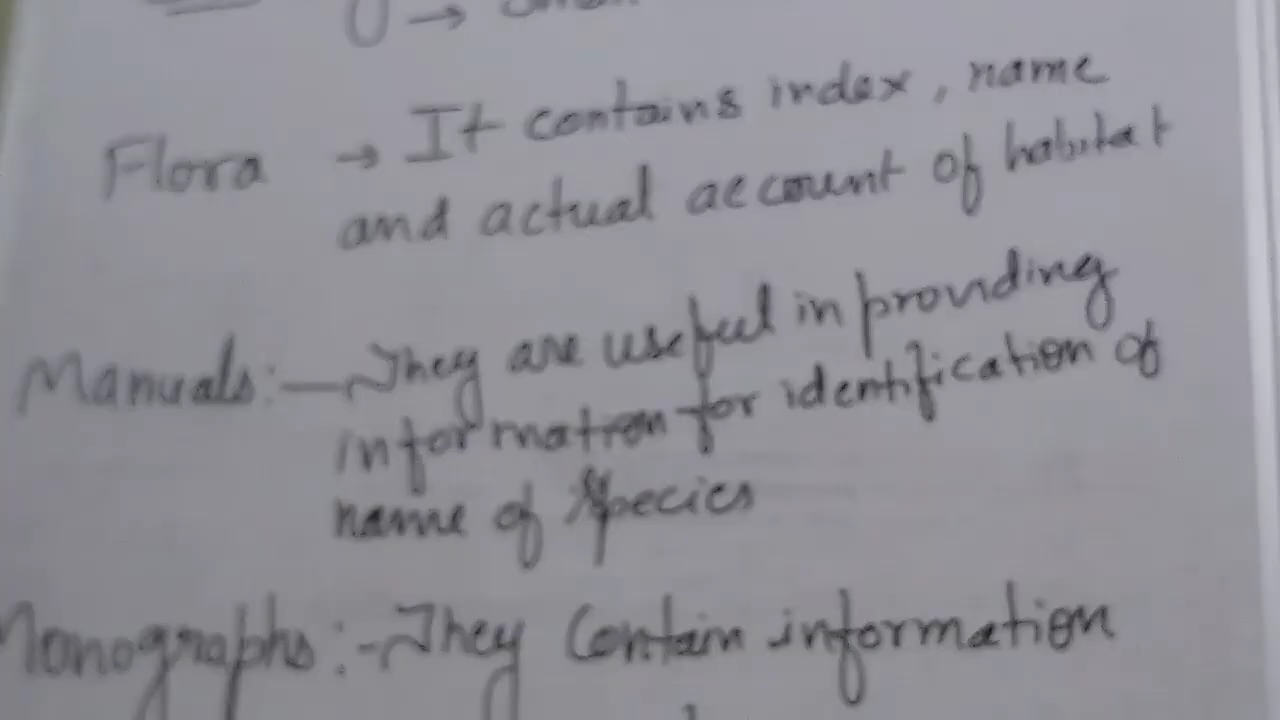 Flora → It contains index, name
and actual account of habitat
Manuals:— They are useful in providing
information for identification of
name of Species
Monographs:- They Contain information